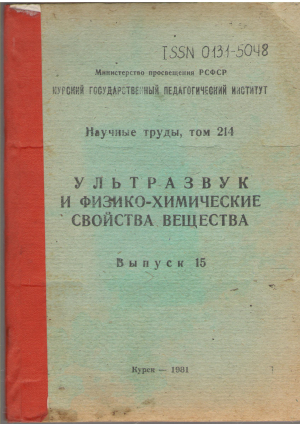 ISSN 0131-5048
Министерство просвещения РСФСР
КУРСКИЙ ГОСУДАРСТВЕННЫЙ ПЕДАГОГИЧЕСКИЙ ИНСТИТУТ
Научные труды, том 214
УЛЬТРАЗВУК
И ФИЗИКО-ХИМИЧЕСКИЕ
СВОЙСТВА ВЕЩЕСТВА
Выпуск 15
Курск — 1981